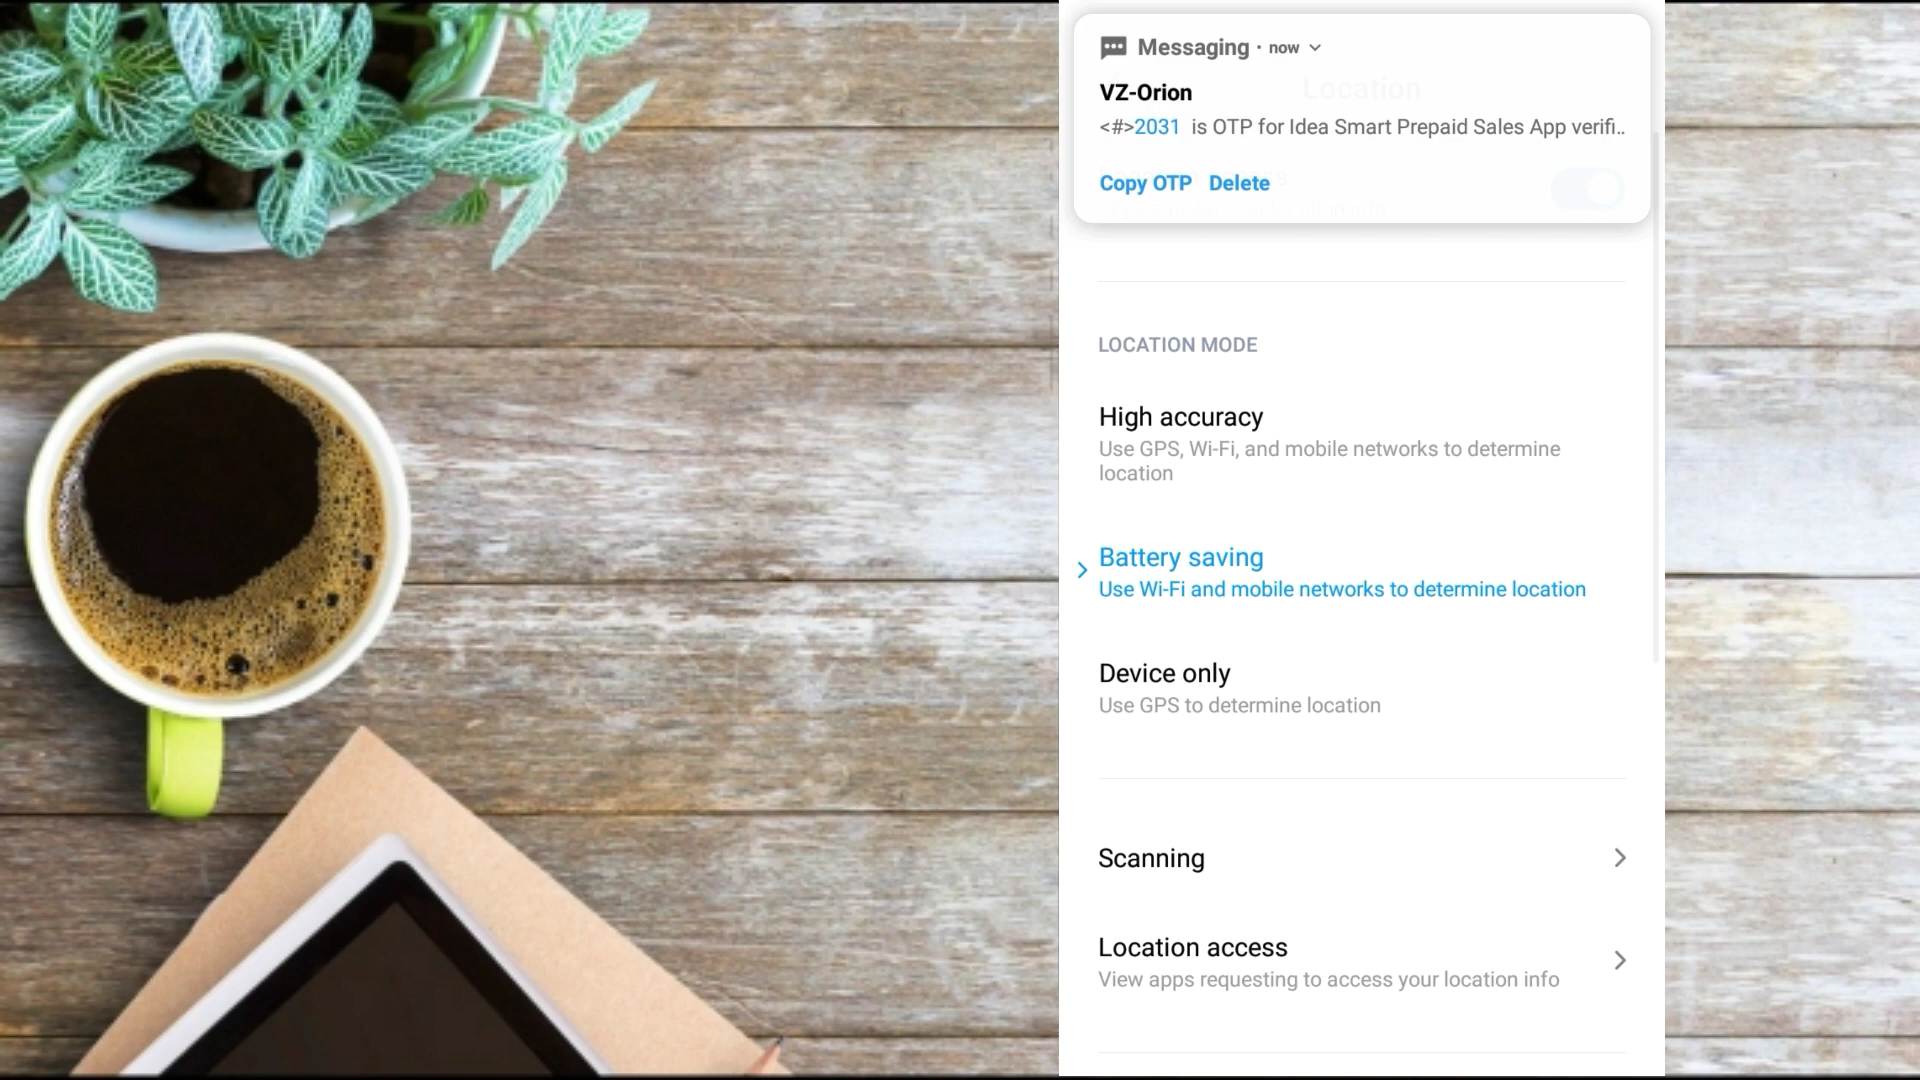 Messaging · now
Location
VZ-Orion
<#>2031 is OTP for Idea Smart Prepaid Sales App verifi..
Copy OTP Delete
LOCATION MODE
High accuracy
Use GPS, Wi-Fi, and mobile networks to determine
location
Battery saving
Use Wi-Fi and mobile networks to determine location
Device only
Use GPS to determine location
Scanning
Location access
View apps requesting to access your location info